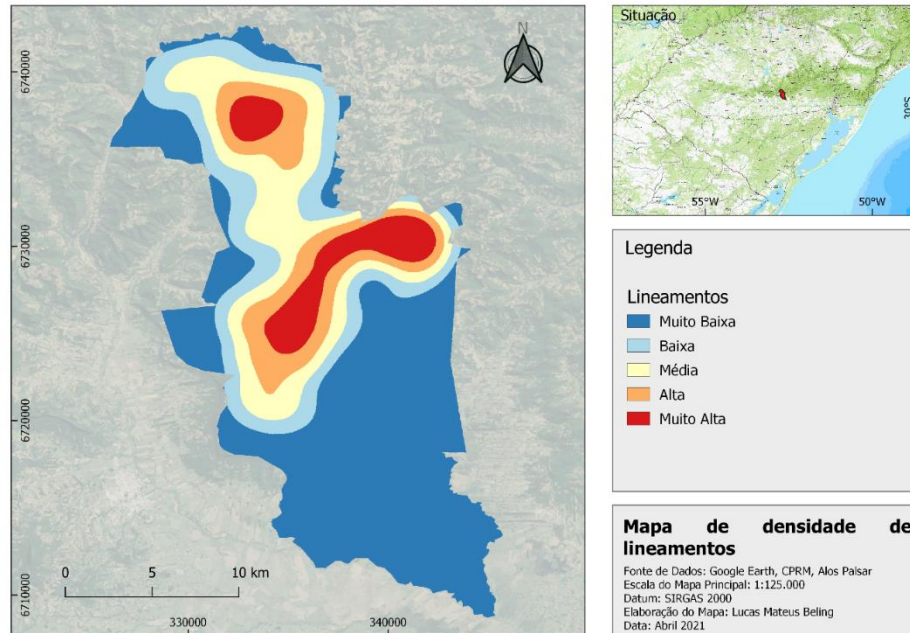 6740000
6730000
6720000
6710000
N
0 5 10 km
330000 340000
Situação
55°W 50°W
30°S
Legenda
Lineamentos
Muito Baixa
Baixa
Média
Alta
Muito Alta
Mapa de densidade de
lineamentos
Fonte de Dados: Google Earth, CPRM, Alos Palsar
Escala do Mapa Principal: 1:125.000
Datum: SIRGAS 2000
Elaboração do Mapa: Lucas Mateus Beling
Data: Abril 2021